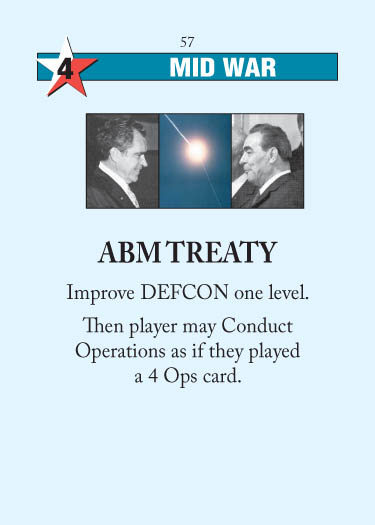 57
4
MID WAR
ABM TREATY
Improve DEFCON one level.
Then player may Conduct
Operations as if they played
a 4 Ops card.